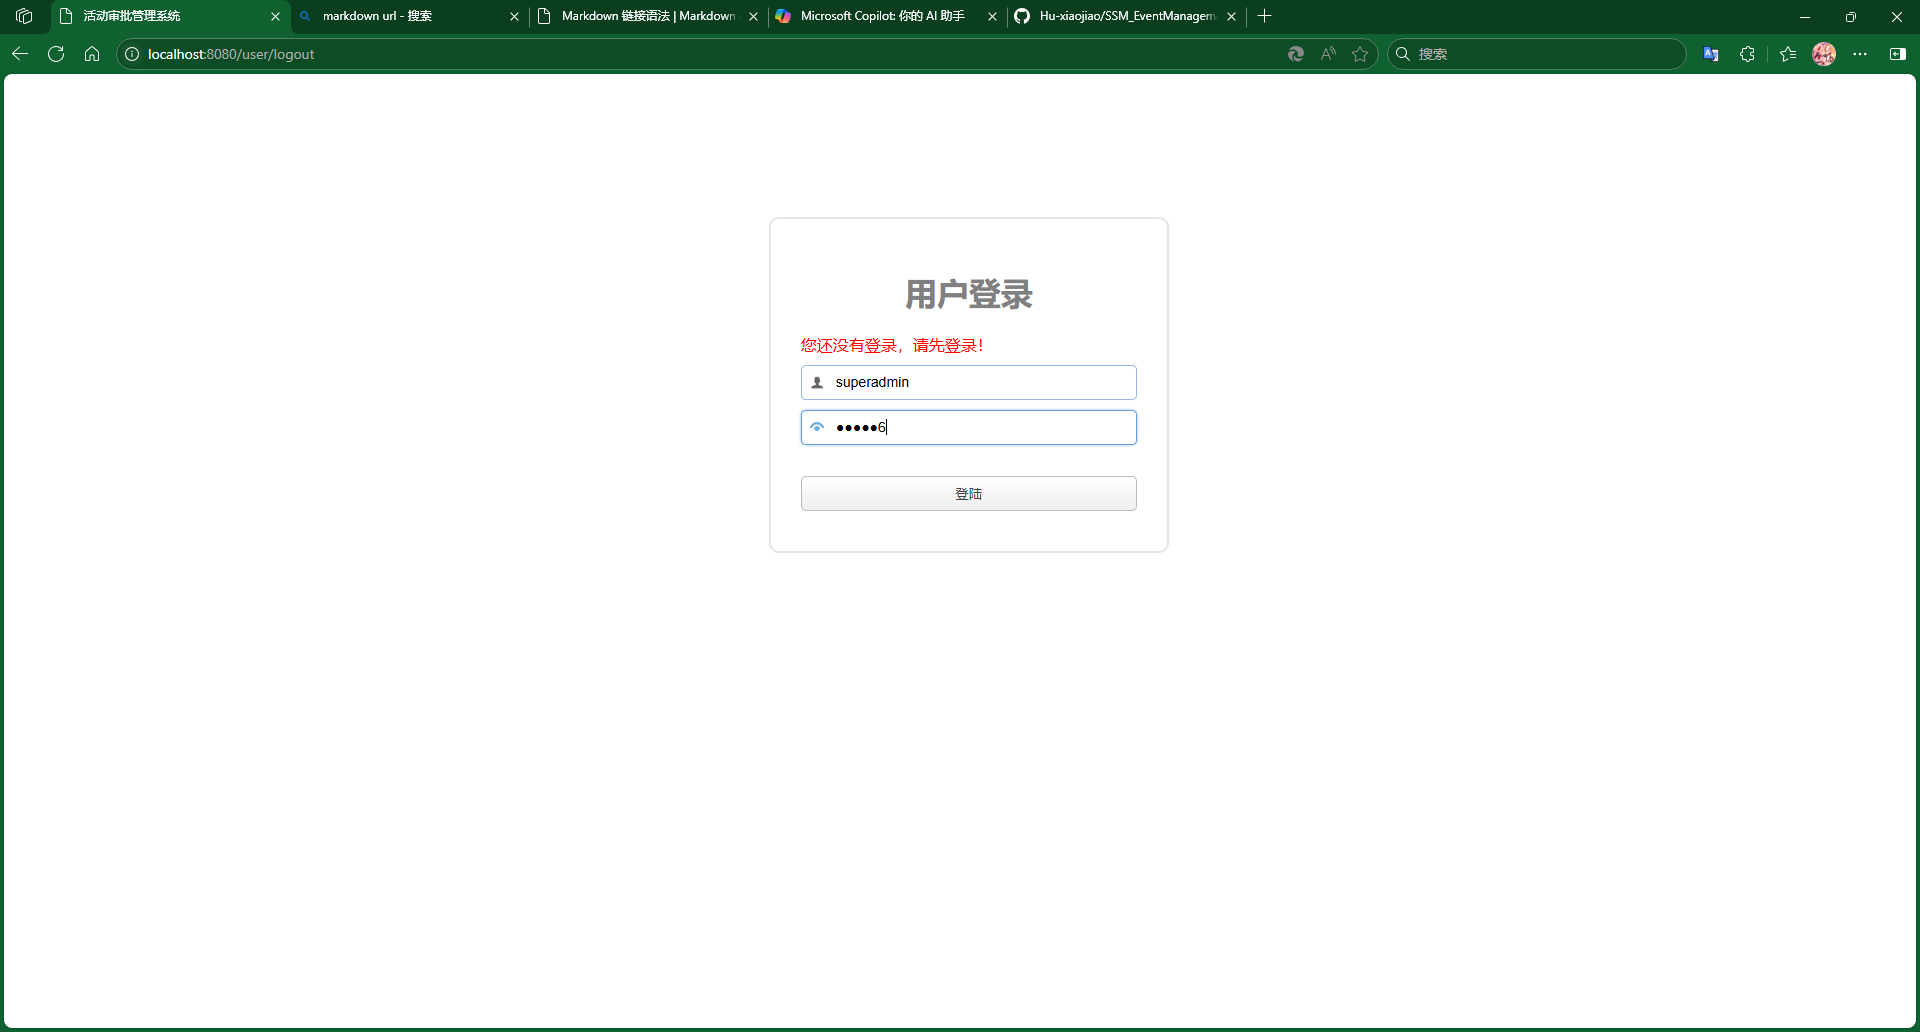 活动审批管理系统
markdown url - 搜索
Markdown 链接语法 | Markdown
Microsoft Copilot: 你的 AI 助手
Hu-xiaojiao/SSM_EventManagem
localhost:8080/user/logout
搜索
用户登录
您还没有登录，请先登录！
superadmin
●●●●●6
登陆